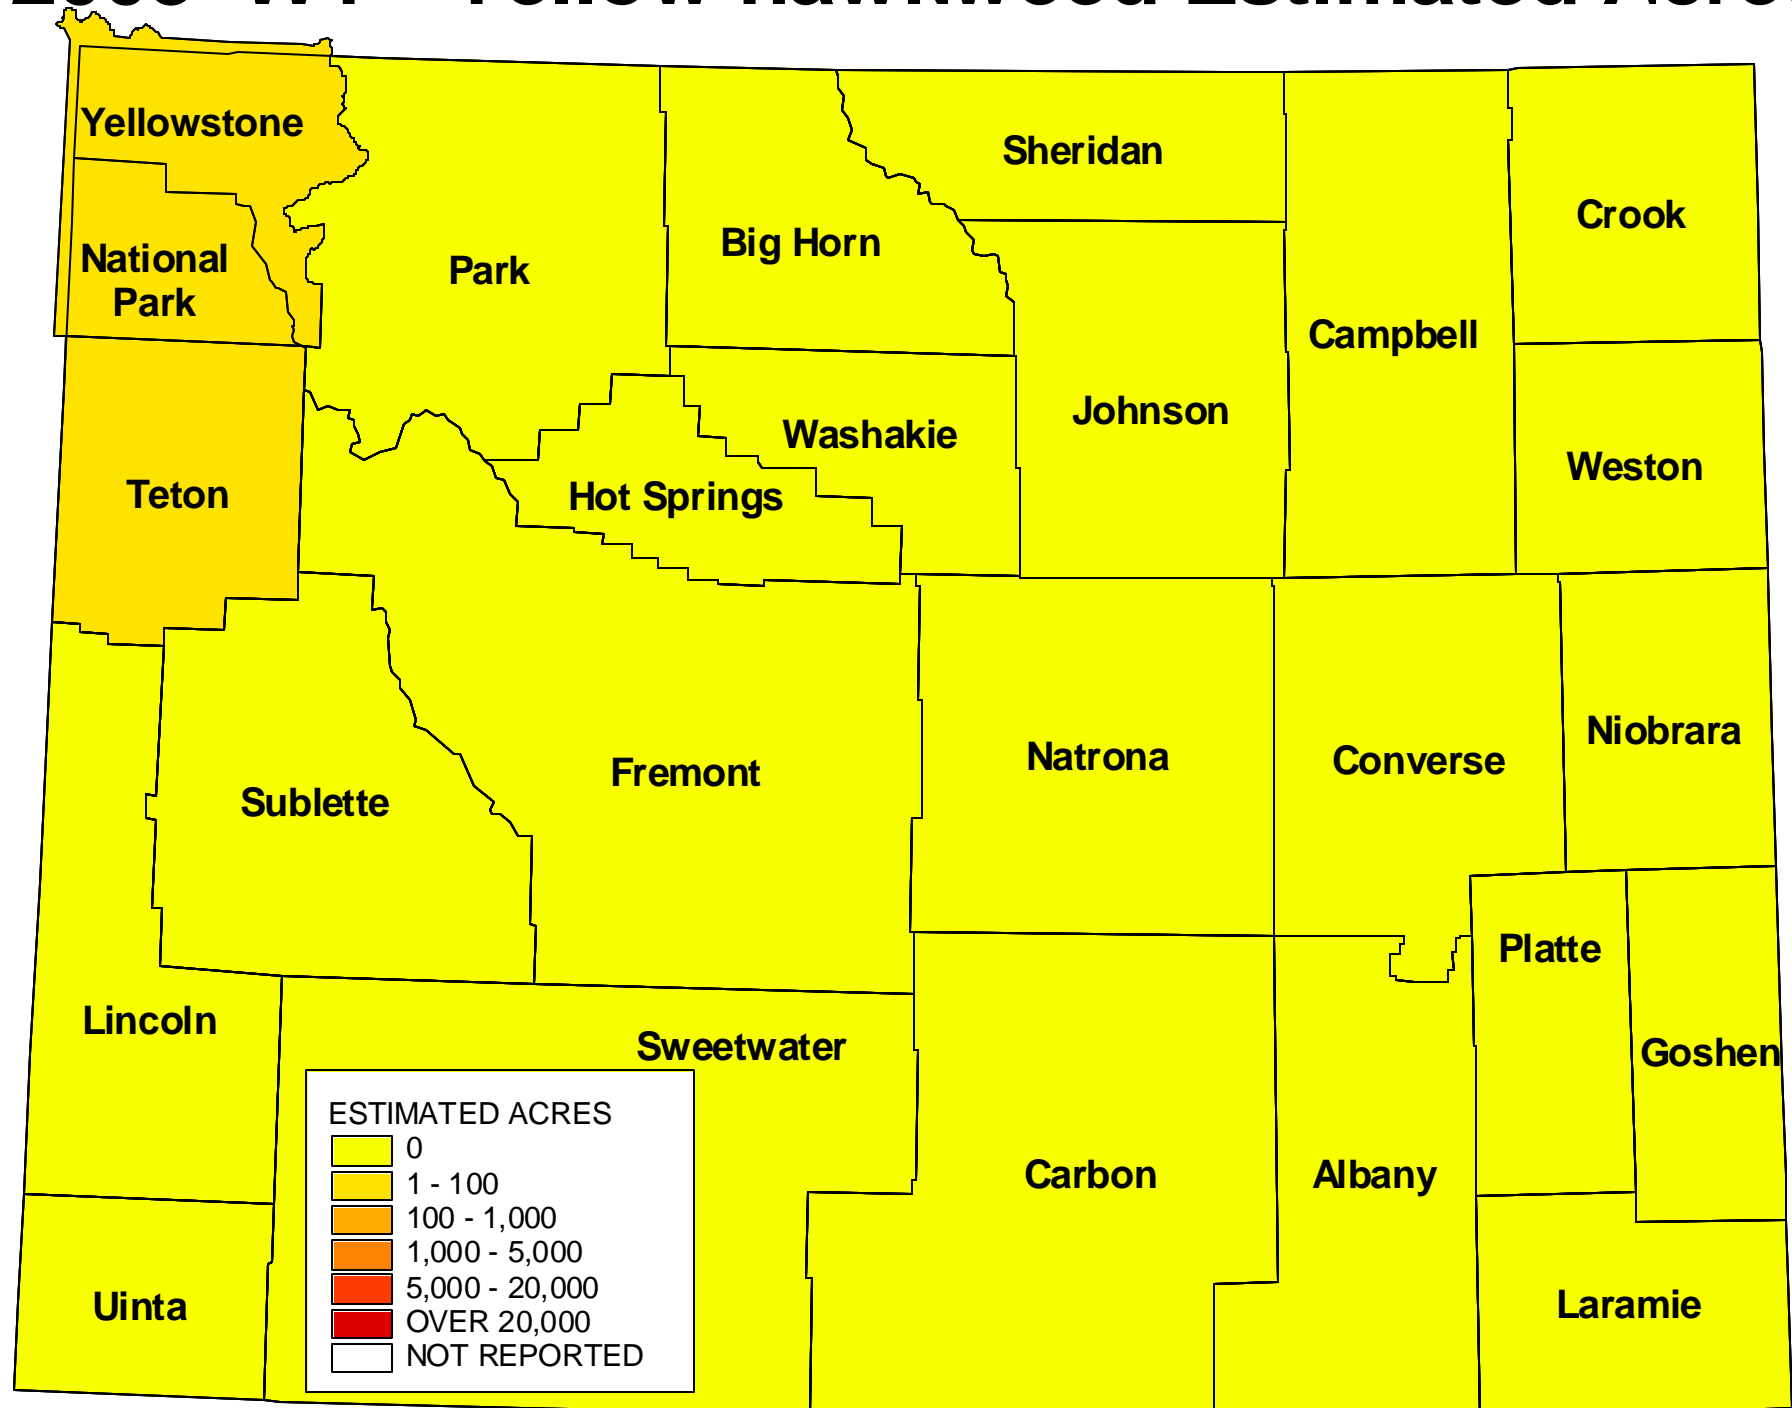 Yellowstone
National
Park
Park
Big Horn
Sheridan
Crook
Campbell
Johnson
Washakie
Hot Springs
Weston
Teton
Sublette
Fremont
Natrona
Converse
Niobrara
Platte
Lincoln
Sweetwater
Goshen
Carbon
Albany
Uinta
Laramie
ESTIMATED ACRES
0
1 - 100
100 - 1,000
1,000 - 5,000
5,000 - 20,000
OVER 20,000
NOT REPORTED